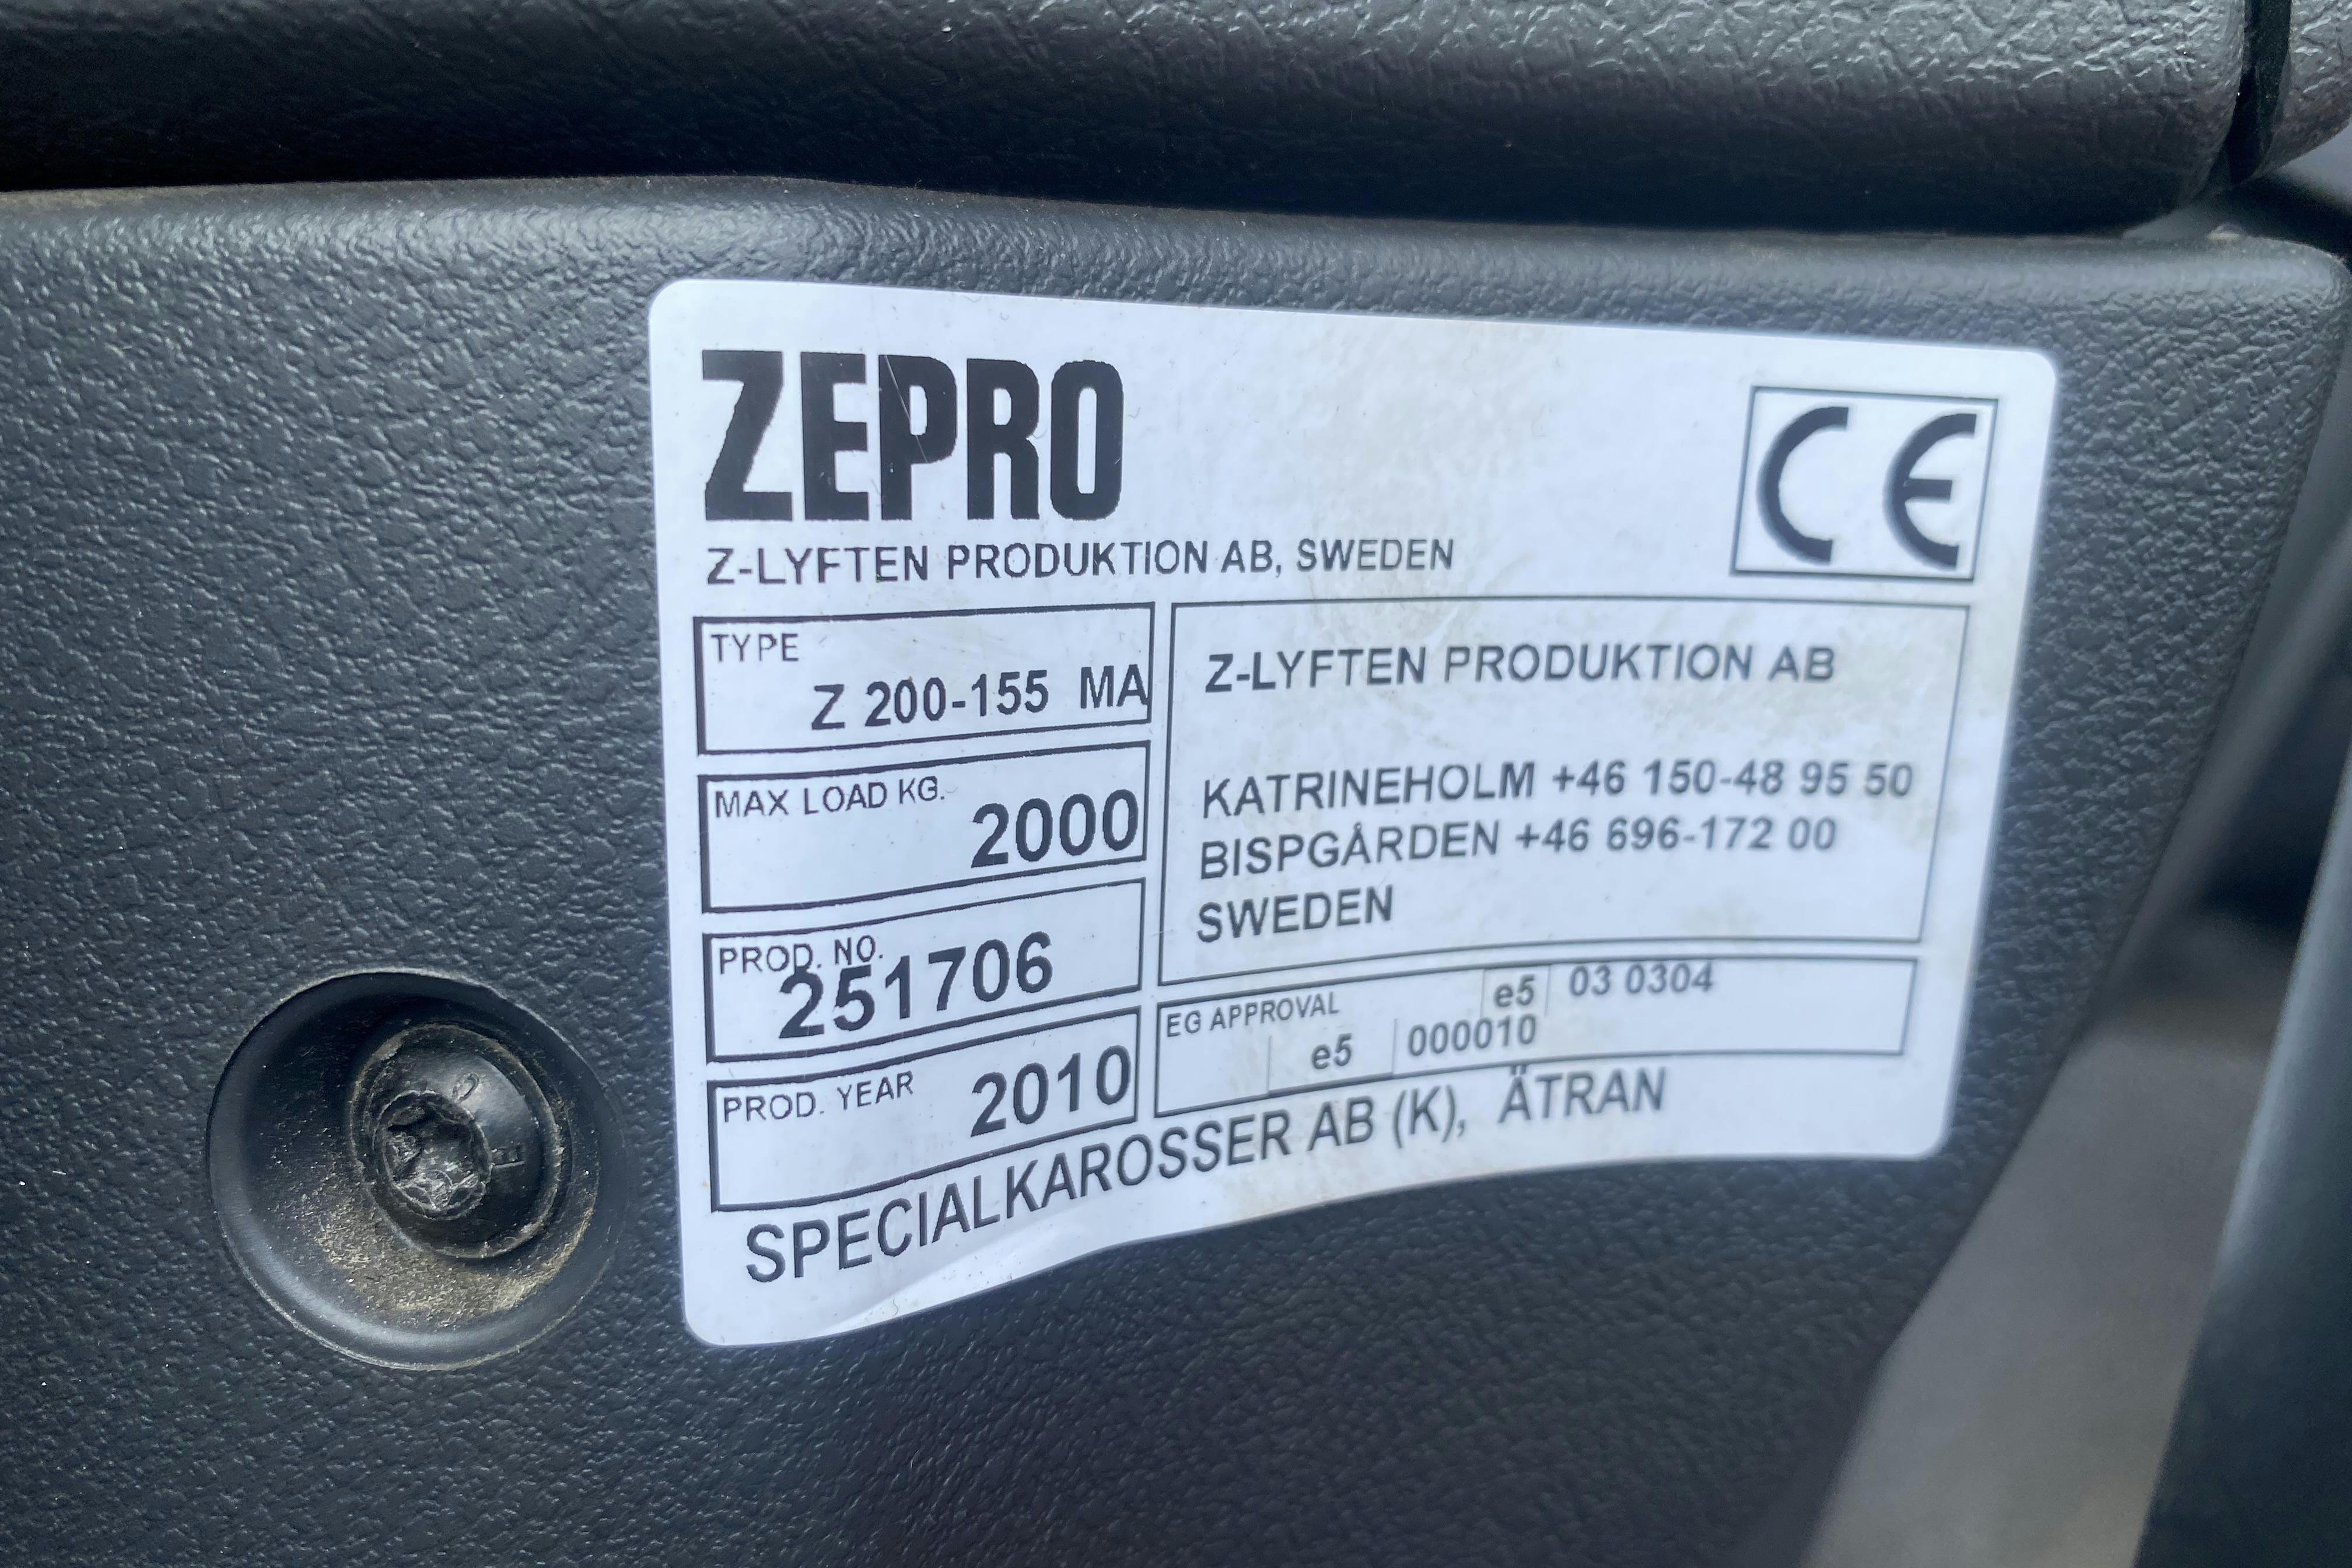 ZEPRO
CE
Z-LYFTEN PRODUKTION AB, SWEDEN
TYPE
Z 200-155 MA
MAX LOAD KG.
2000
PROD. NO.
251706
PROD. YEAR
2010
Z-LYFTEN PRODUKTION AB
KATRINEHOLM +46 150-48 95 50
BISPGÅRDEN +46 696-172 00
SWEDEN
EG APPROVAL
e5 03 0304
e5 000010
SPECIALKAROSSER AB (K), ÄTRAN